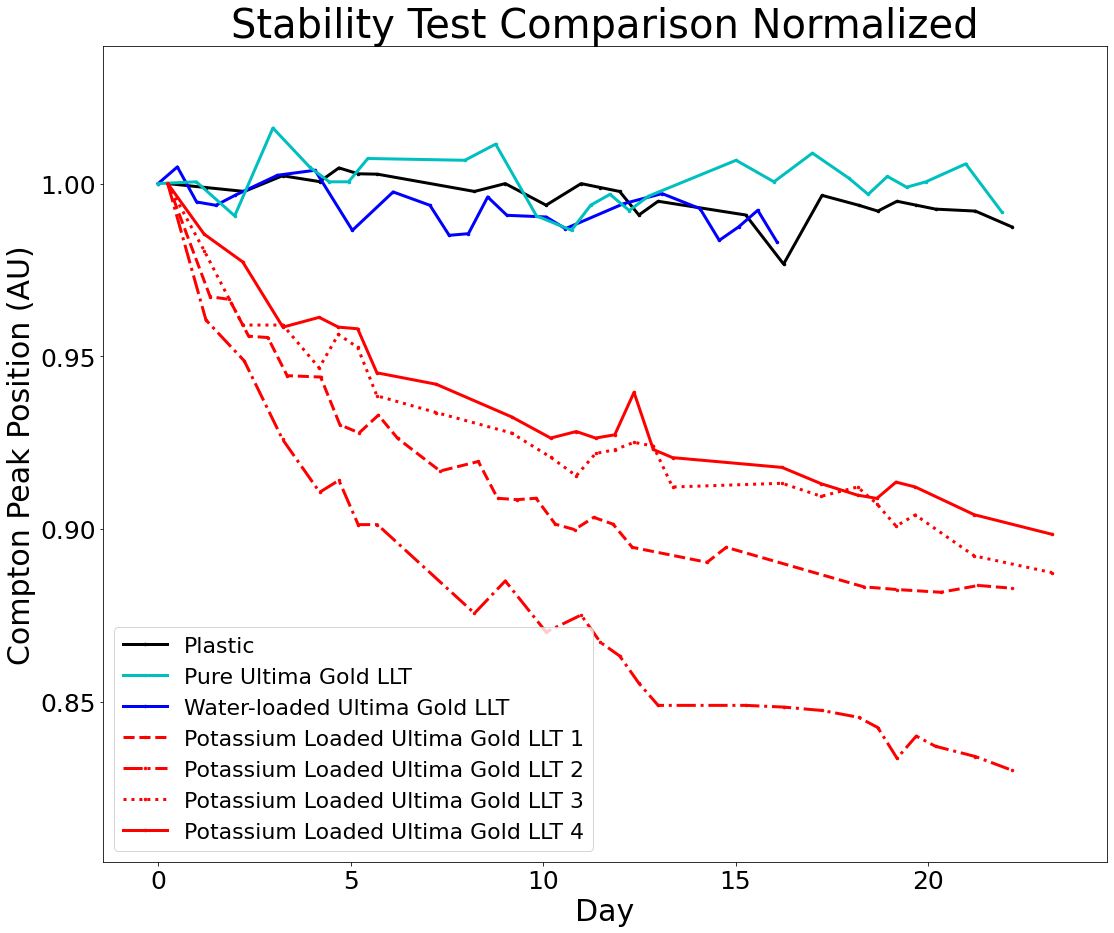 Stability Test Comparison Normalized
Compton Peak Position (AU)
1.00
0.95
0.90
0.85
Plastic
Pure Ultima Gold LLT
Water-loaded Ultima Gold LLT
Potassium Loaded Ultima Gold LLT 1
Potassium Loaded Ultima Gold LLT 2
Potassium Loaded Ultima Gold LLT 3
Potassium Loaded Ultima Gold LLT 4
0 5 10 15 20
Day